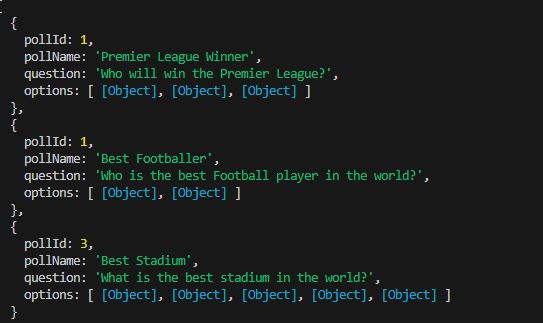 {
pollId: 1,
pollName: 'Premier League Winner',
question: 'Who will win the Premier League?',
options: [ [Object], [Object], [Object] ]
},
{
pollId: 1,
pollName: 'Best Footballer',
question: 'Who is the best Football player in the world?',
options: [ [Object], [Object] ]
},
{
pollId: 3,
pollName: 'Best Stadium',
question: 'What is the best stadium in the world?',
options: [ [Object], [Object], [Object], [Object], [Object] ]
}